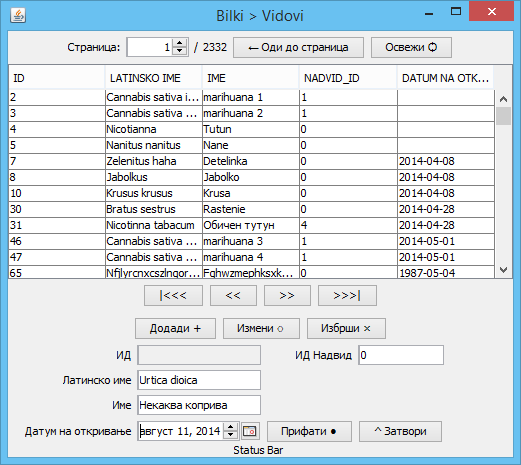 Bilki > Vidovi
Страница: 1 / 2332 ← Оди до страница Освежи
ID LATINSKO IME IME NADVID_ID DATUM NA OTK...
2 Cannabis sativa i... marihuana 1 1
3 Cannabis sativa ... marihuana 2 1
4 Nicotianna Tutun 0
5 Nanitus nanitus Nane 0
7 Zelenitus haha Detelinka 0 2014-04-08
8 Jabolkus Jabolko 0 2014-04-08
10 Krusus krusus Krusa 0 2014-04-08
30 Bratus sestrus Rastenie 0 2014-04-28
31 Nicotinna tabacum Обичен тутун 4 2014-04-28
46 Cannabis sativa ... marihuana 3 1 2014-05-01
47 Cannabis sativa ... marihuana 4 1 2014-05-01
65 0 1987-05-04
|<<< << >> >>>|
Додади + Измени ○ Избриши ×
ИД ИД Надвид 0
Латинско име Urtica dioica
Име Некаква коприва
Датум на откривање август 11, 2014 Прифати ● ^ Затвори
Status Bar